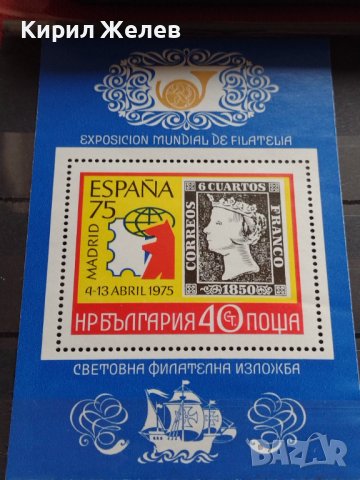 Кирил Желев
EXPOSICION MUNDIAL DE FILATELIA
ESPAÑA
75
MADRID
4-13 ABRIL 1975
6 CUARTOS
CORREOS
FRANCO
1850
НР БЪЛГАРИЯ 40 СТ. ПОЩА
СВЕТОВНА ФИЛАТЕЛНА ИЗЛОЖБА
BAZAR